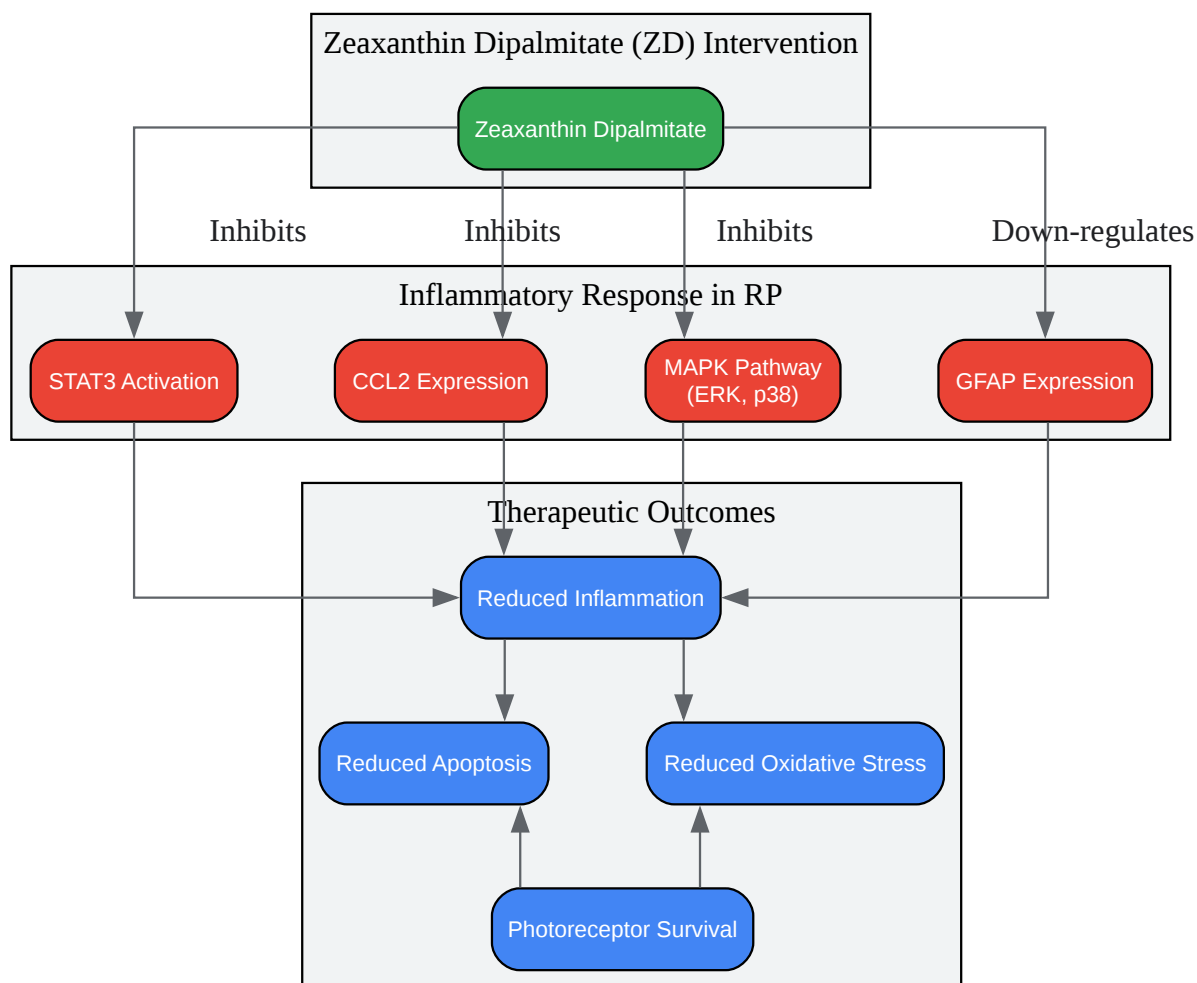 Zeaxanthin Dipalmitate (ZD) Intervention
Zeaxanthin Dipalmitate
Inhibits
Inhibits
Inhibits
Down-regulates
Inflammatory Response in RP
STAT3 Activation
CCL2 Expression
MAPK Pathway
(ERK, p38)
GFAP Expression
Therapeutic Outcomes
Reduced Inflammation
Reduced Apoptosis
Reduced Oxidative Stress
Photoreceptor Survival